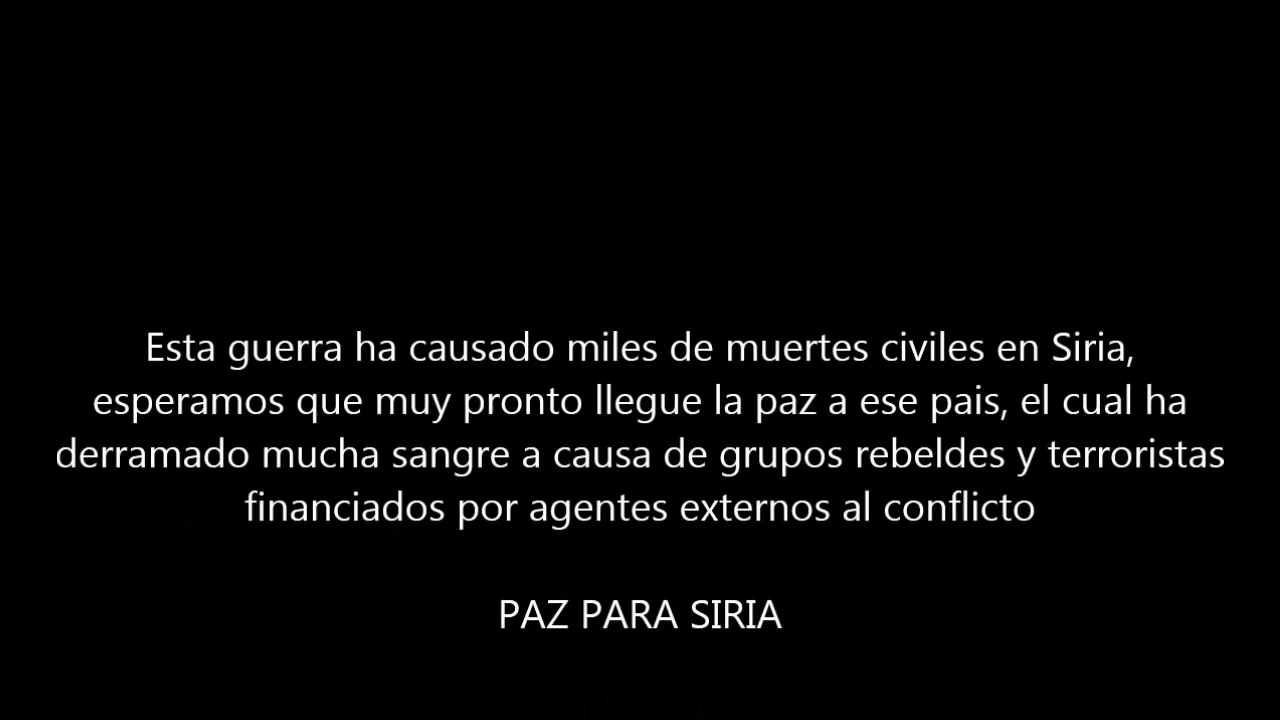 Esta guerra ha causado miles de muertes civiles en Siria,
esperamos que muy pronto llegue la paz a ese pais, el cual ha
derramado mucha sangre a causa de grupos rebeldes y terroristas
financiados por agentes externos al conflicto
PAZ PARA SIRIA